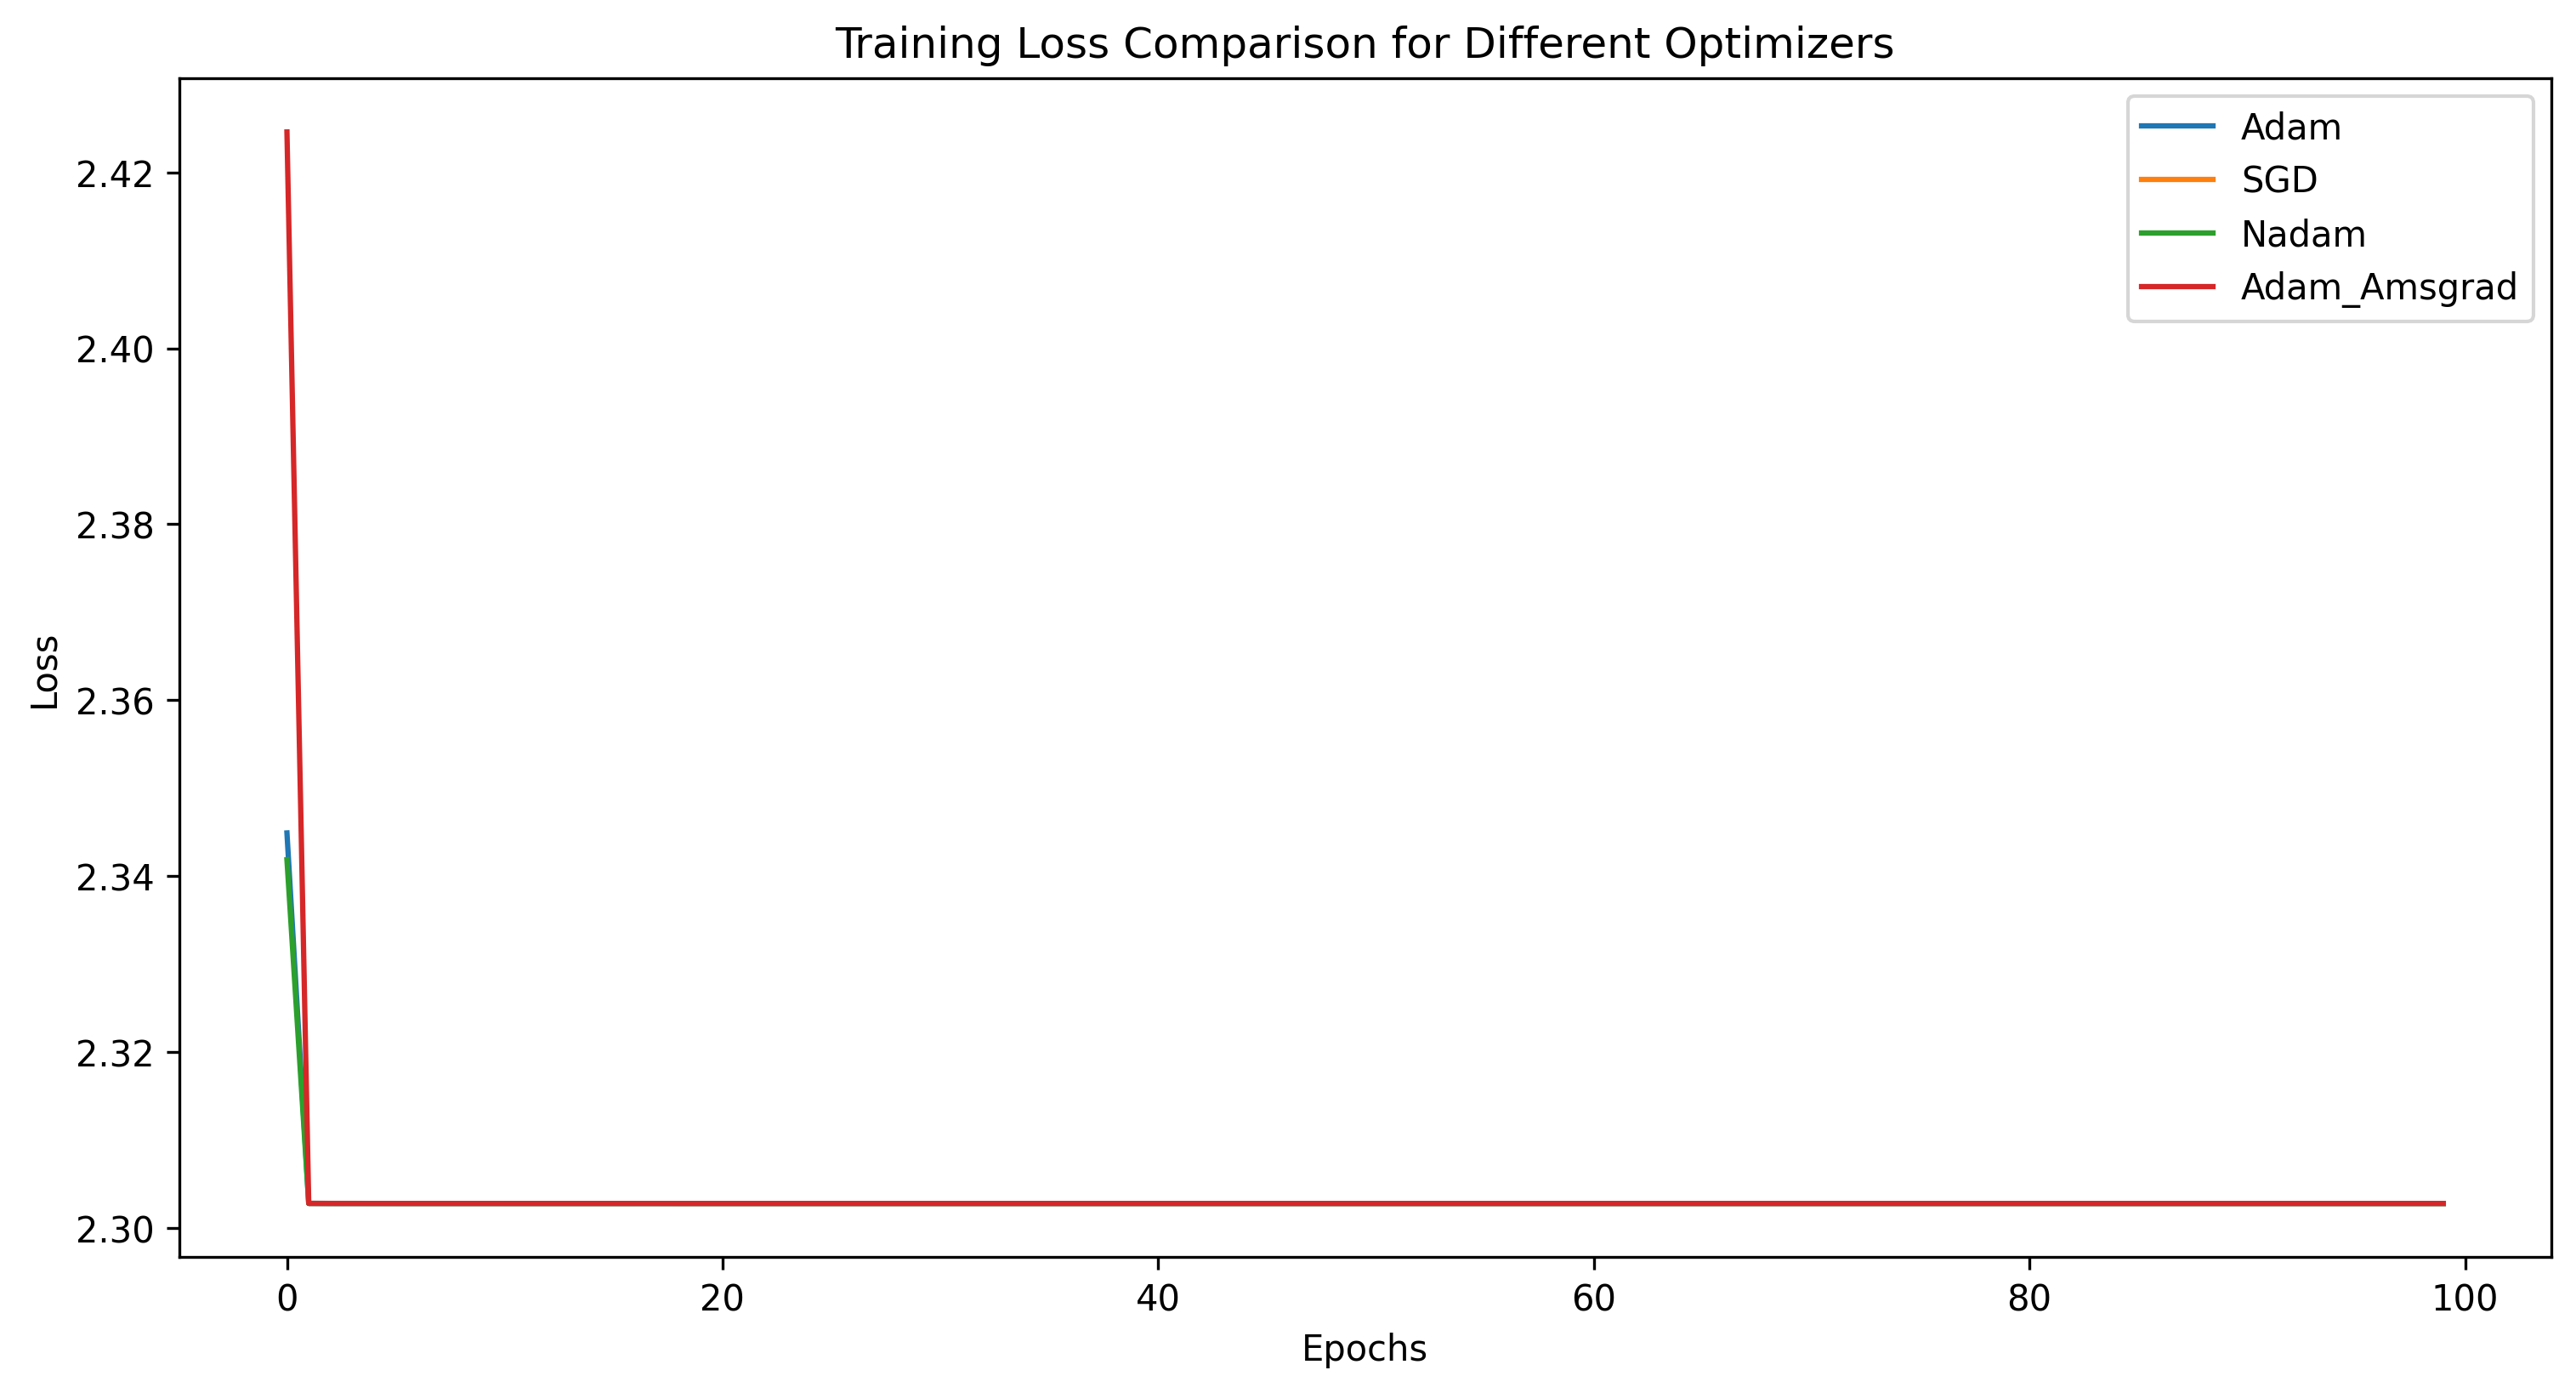 Training Loss Comparison for Different Optimizers
Adam
SGD
Nadam
Adam_Amsgrad
Loss
2.42
2.40
2.38
2.36
2.34
2.32
2.30
0 20 40 60 80 100
Epochs